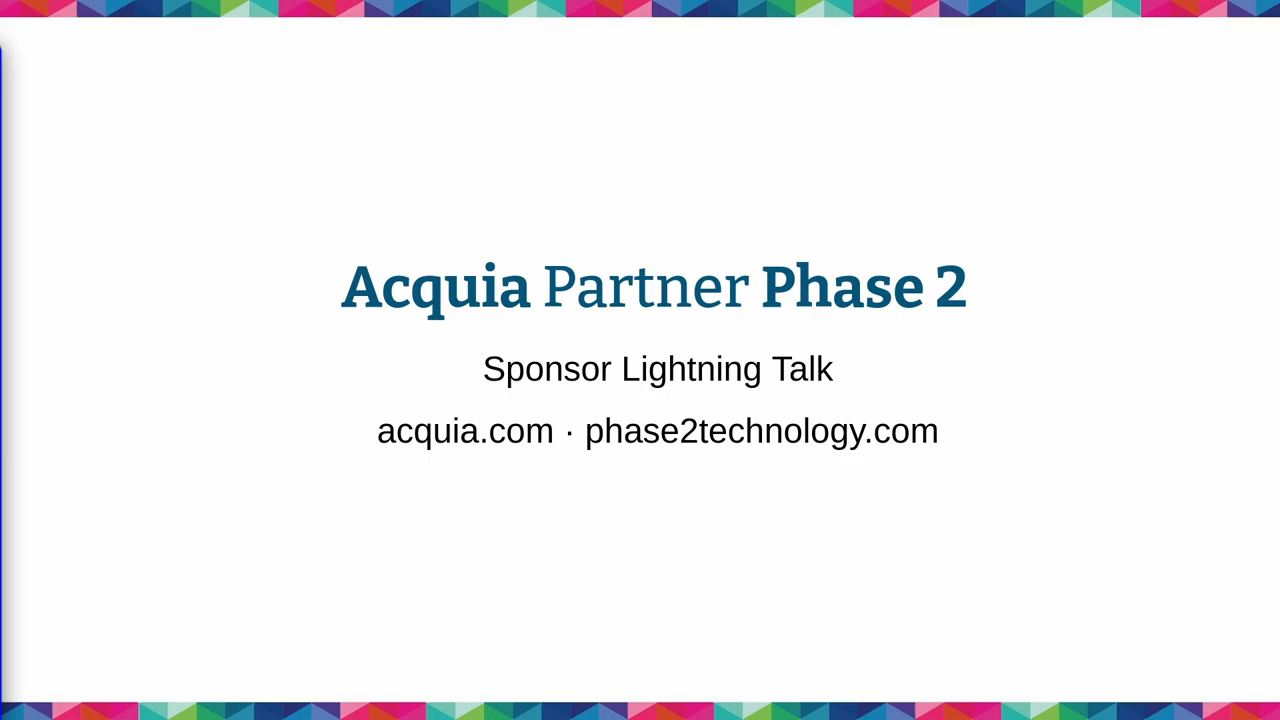 Acquia Partner Phase 2
Sponsor Lightning Talk
acquia.com · phase2technology.com